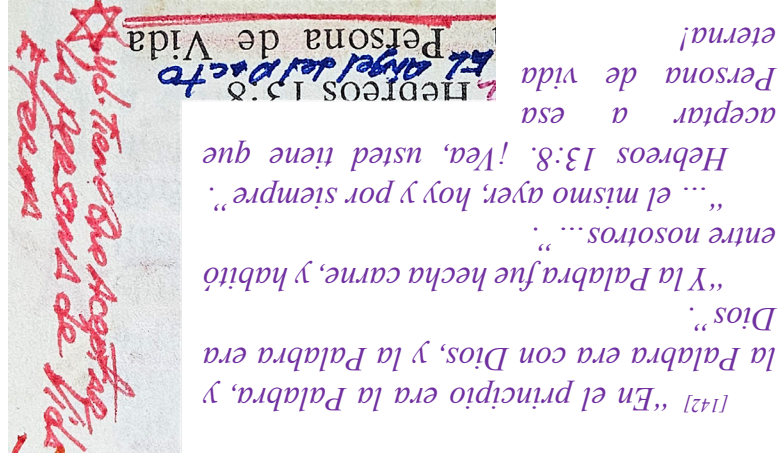 [142] “En el principio era la Palabra, y
la Palabra era con Dios, y la Palabra era
Dios”.
“Y la Palabra fue hecha carne, y habitó
entre nosotros...”.
“... el mismo ayer, hoy y por siempre”.
Hebreos 13:8. ¡Vea, usted tiene que
aceptar a esa
Persona de vida
eterna!
Hebreos 13:8
EL Angel del Pacto
Persona de Vida
Ud. Tiene Que Aceptar
La Persona de Vida
Eterna